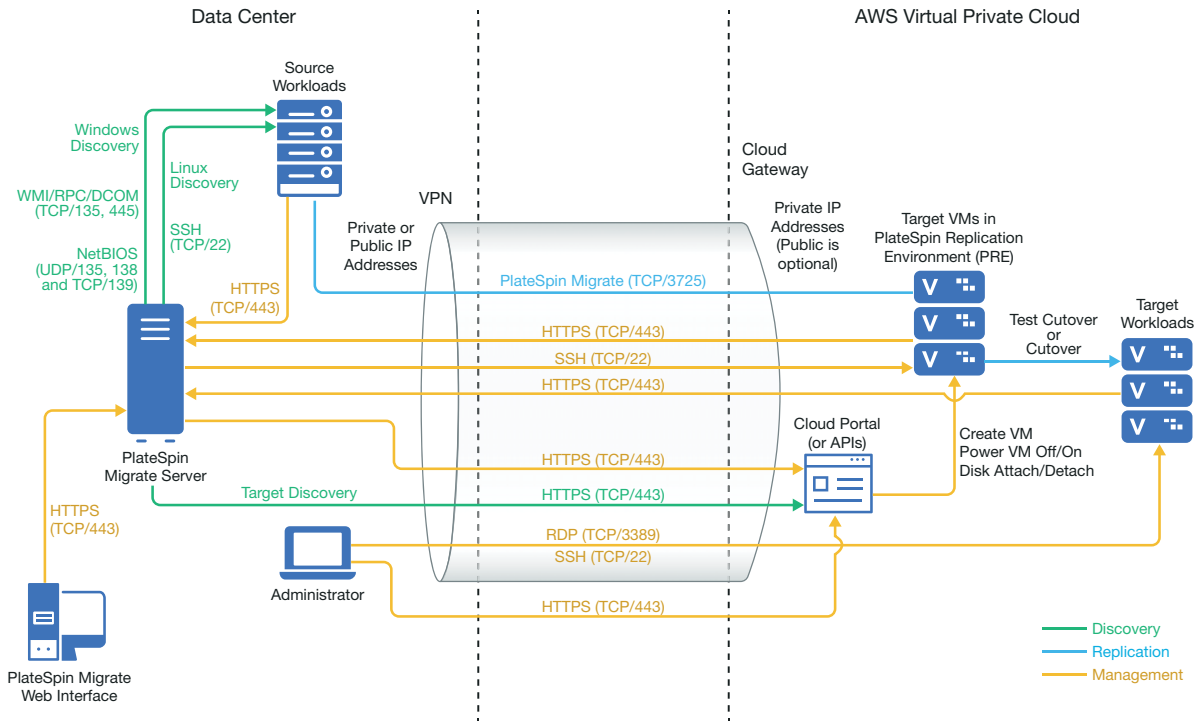 Data Center
AWS Virtual Private Cloud
Source
Workloads
Windows
Discovery
Linux
Discovery
WMI/RPC/DCOM
(TCP/135, 445)
SSH
(TCP/22)
NetBIOS
(UDP/135, 138
and TCP/139)
HTTPS
(TCP/443)
VPN
Private or
Public IP
Addresses
Cloud
Gateway
Private IP
Addresses
(Public is
optional)
Target VMs in
PlateSpin Replication
Environment (PRE)
V
V
V
PlateSpin Migrate (TCP/3725)
HTTPS (TCP/443)
SSH (TCP/22)
HTTPS (TCP/443)
Test Cutover
or
Cutover
Target
Workloads
V
V
V
PlateSpin
Migrate Server
Cloud Portal
(or APIs)
HTTPS (TCP/443)
Create VM
Power VM Off/On
Disk Attach/Detach
Target Discovery
HTTPS (TCP/443)
HTTPS
(TCP/443)
RDP (TCP/3389)
SSH (TCP/22)
Administrator
HTTPS (TCP/443)
PlateSpin Migrate
Web Interface
Discovery
Replication
Management